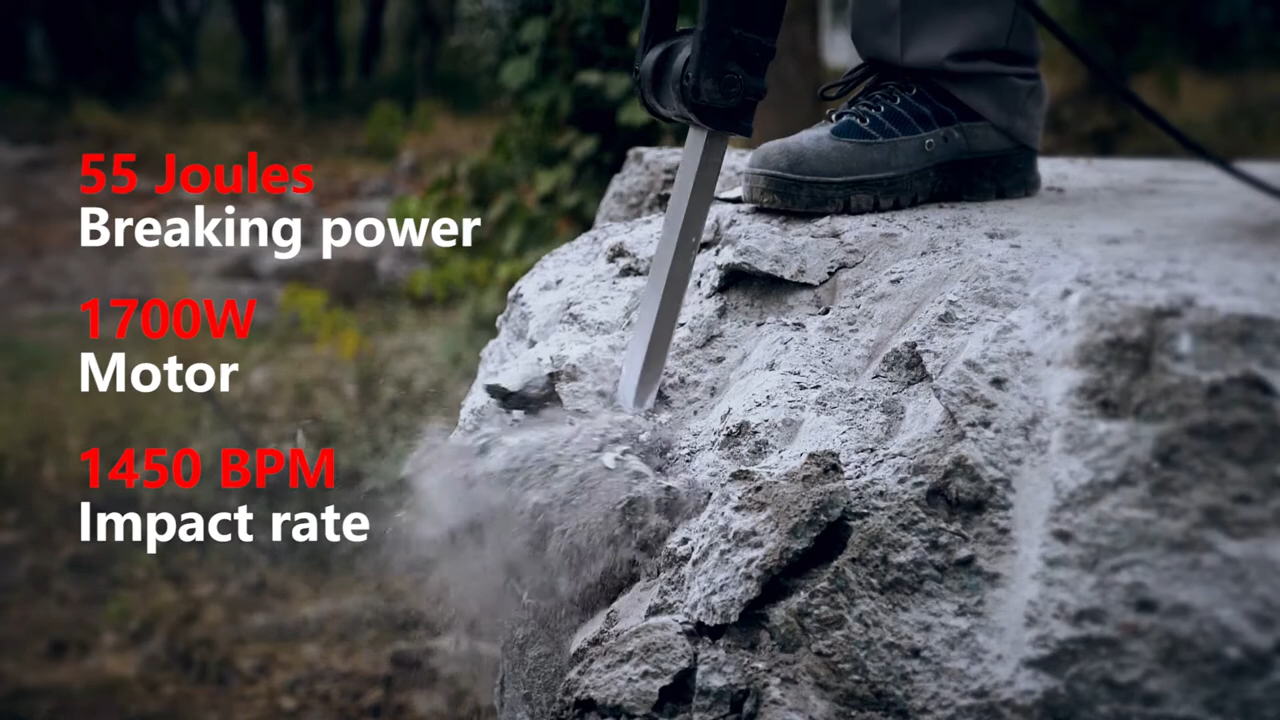 55 Joules
Breaking power
1700W
Motor
1450 BPM
Impact rate